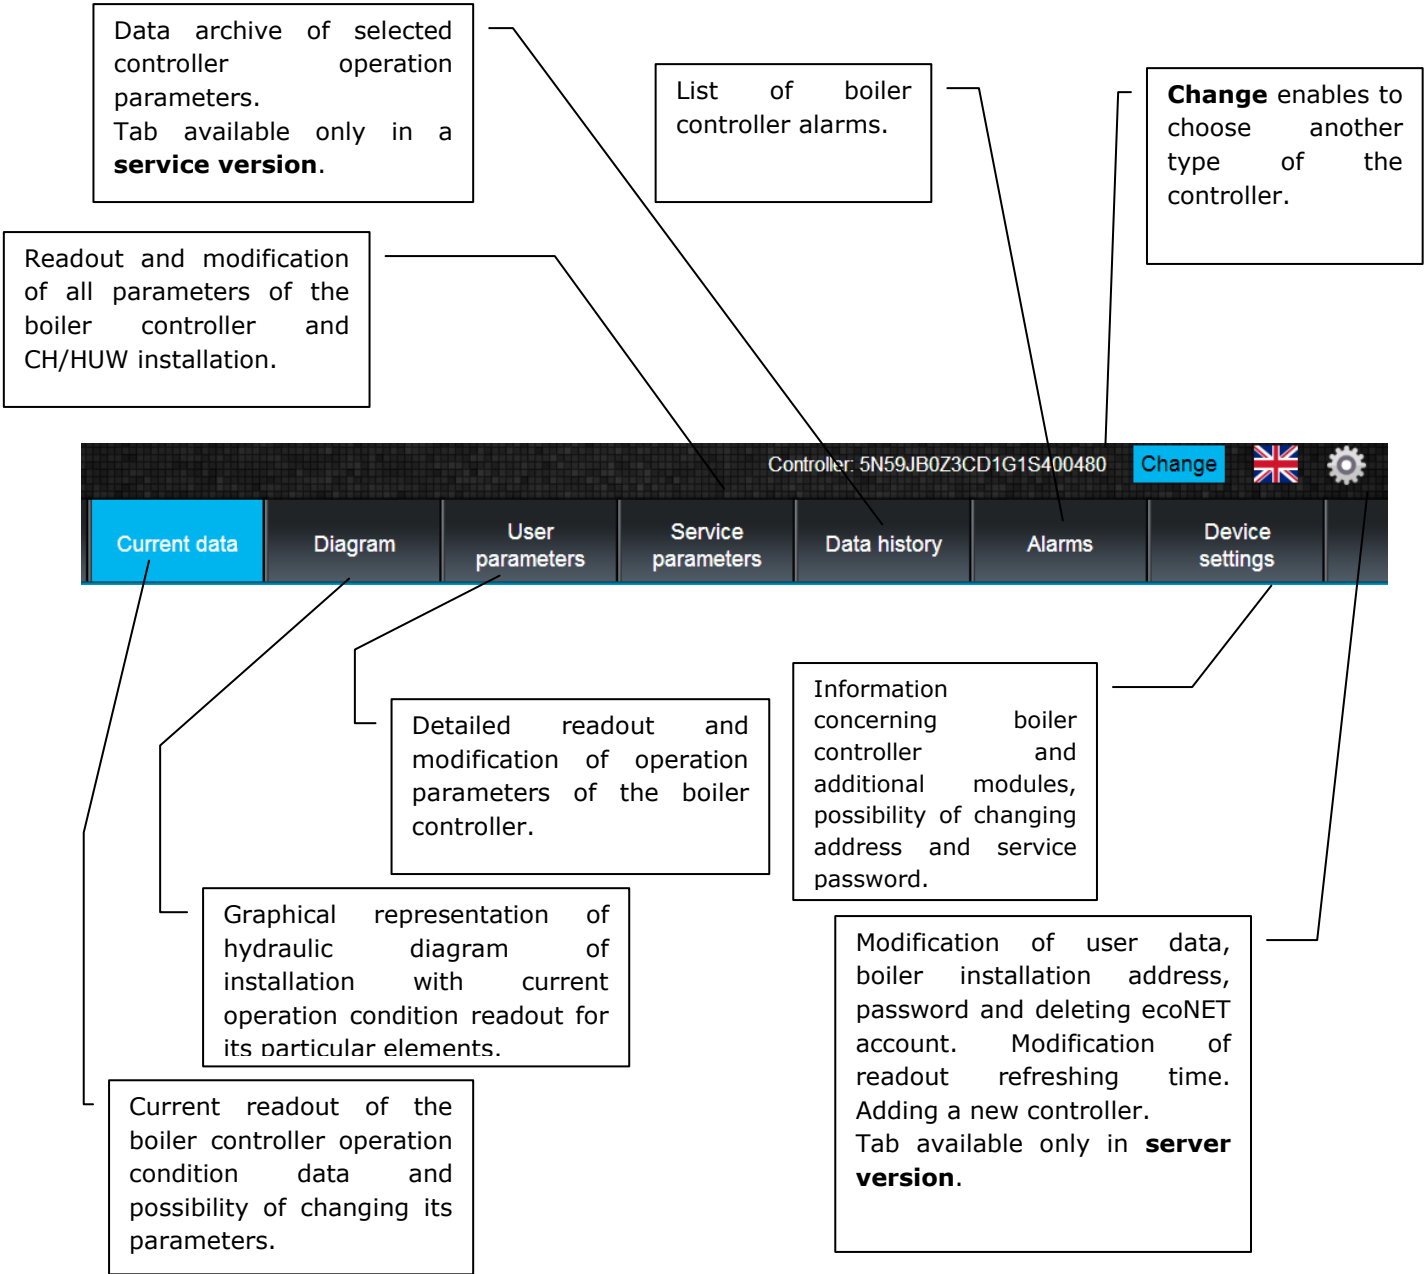 Data archive of selected
controller operation
parameters.
Tab available only in a
service version.
List of boiler
controller alarms.
Change enables to
choose another
type of the
controller.
Readout and modification
of all parameters of the
boiler controller and
CH/HUW installation.
Controller: 5N59JB0Z3CD1G1S400480 Change
Current data
Diagram
User
parameters
Service
parameters
Data history
Alarms
Device
settings
Detailed readout and
modification of operation
parameters of the boiler
controller.
Information
concerning boiler
controller and
additional modules,
possibility of changing
address and service
password.
Graphical representation of
hydraulic diagram of
installation with current
operation condition readout for
its particular elements.
Modification of user data,
boiler installation address,
password and deleting ecoNET
account. Modification of
readout refreshing time.
Adding a new controller.
Tab available only in server
version.
Current readout of the
boiler controller operation
condition data and
possibility of changing its
parameters.